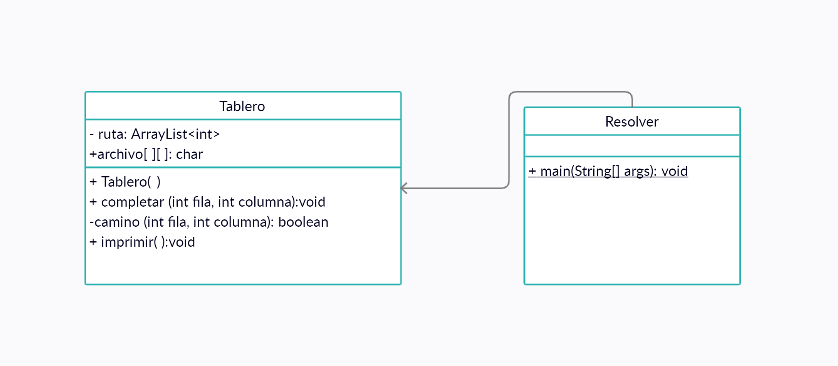 Tablero
- ruta: ArrayList<int>
+archivo[ ][ ]: char
+ Tablero( )
+ completar (int fila, int columna):void
-camino (int fila, int columna): boolean
+ imprimir( ):void
Resolver
+ main(String[] args): void